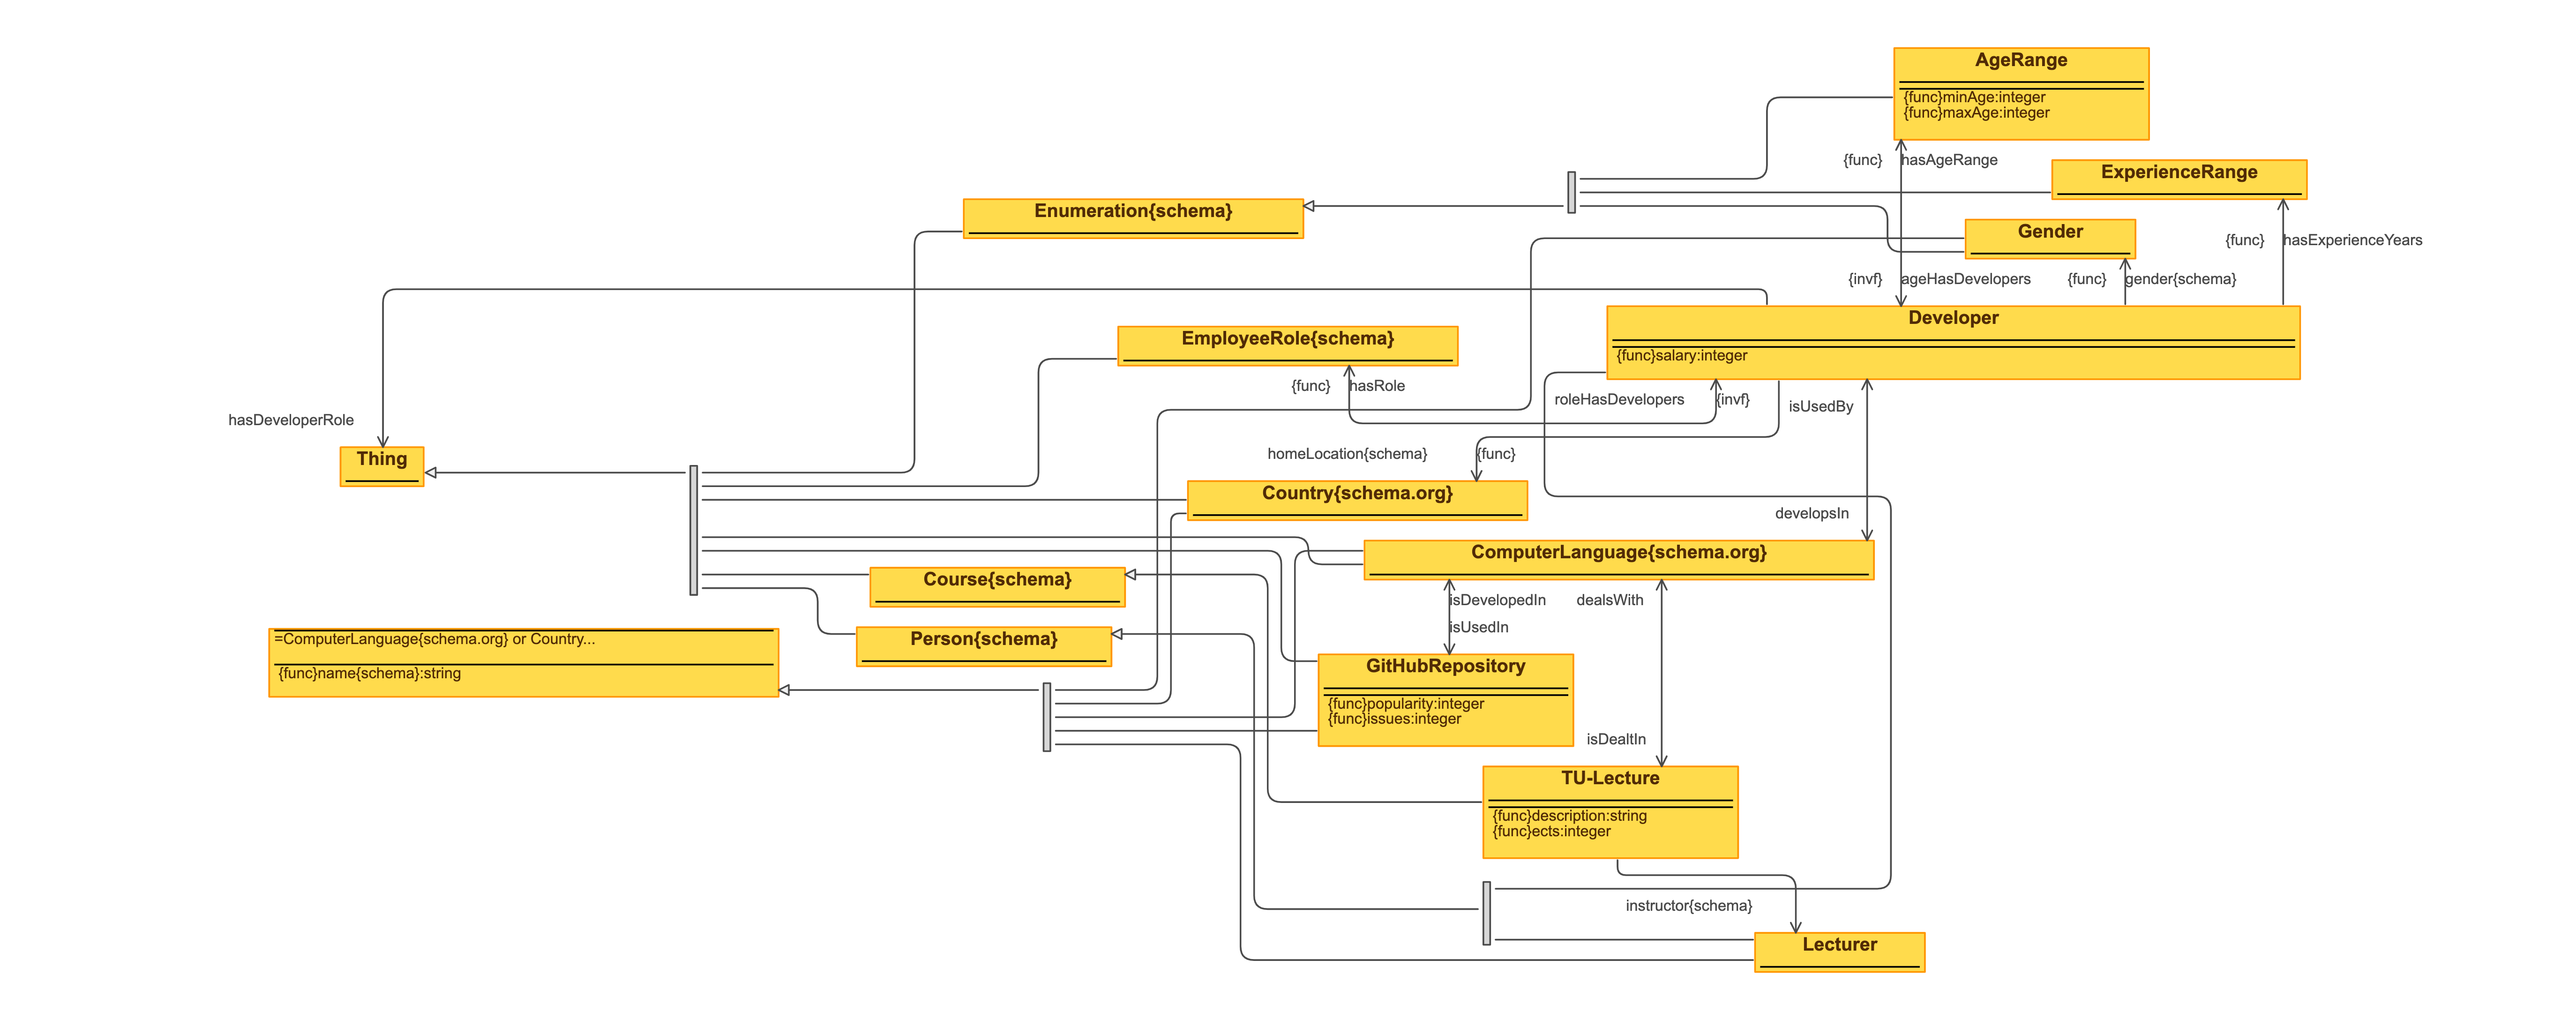 AgeRange
{func}minAge:integer
{func}maxAge:integer
{func} hasAgeRange
ExperienceRange
Enumeration{schema}
Gender
{func} hasExperienceYears
{invf} ageHasDevelopers
{func} gender{schema}
Developer
{func}salary:integer
EmployeeRole{schema}
{func} hasRole
roleHasDevelopers {invf}
isUsedBy
hasDeveloperRole
Thing
homeLocation{schema} {func}
Country{schema.org}
developsIn
ComputerLanguage{schema.org}
Course{schema}
isDevelopedIn
dealsWith
isUsedIn
Person{schema}
=ComputerLanguage{schema.org} or Country...
{func}name{schema}:string
GitHubRepository
{func}popularity:integer
{func}issues:integer
isDealtIn
TU-Lecture
{func}description:string
{func}ects:integer
instructor{schema}
Lecturer